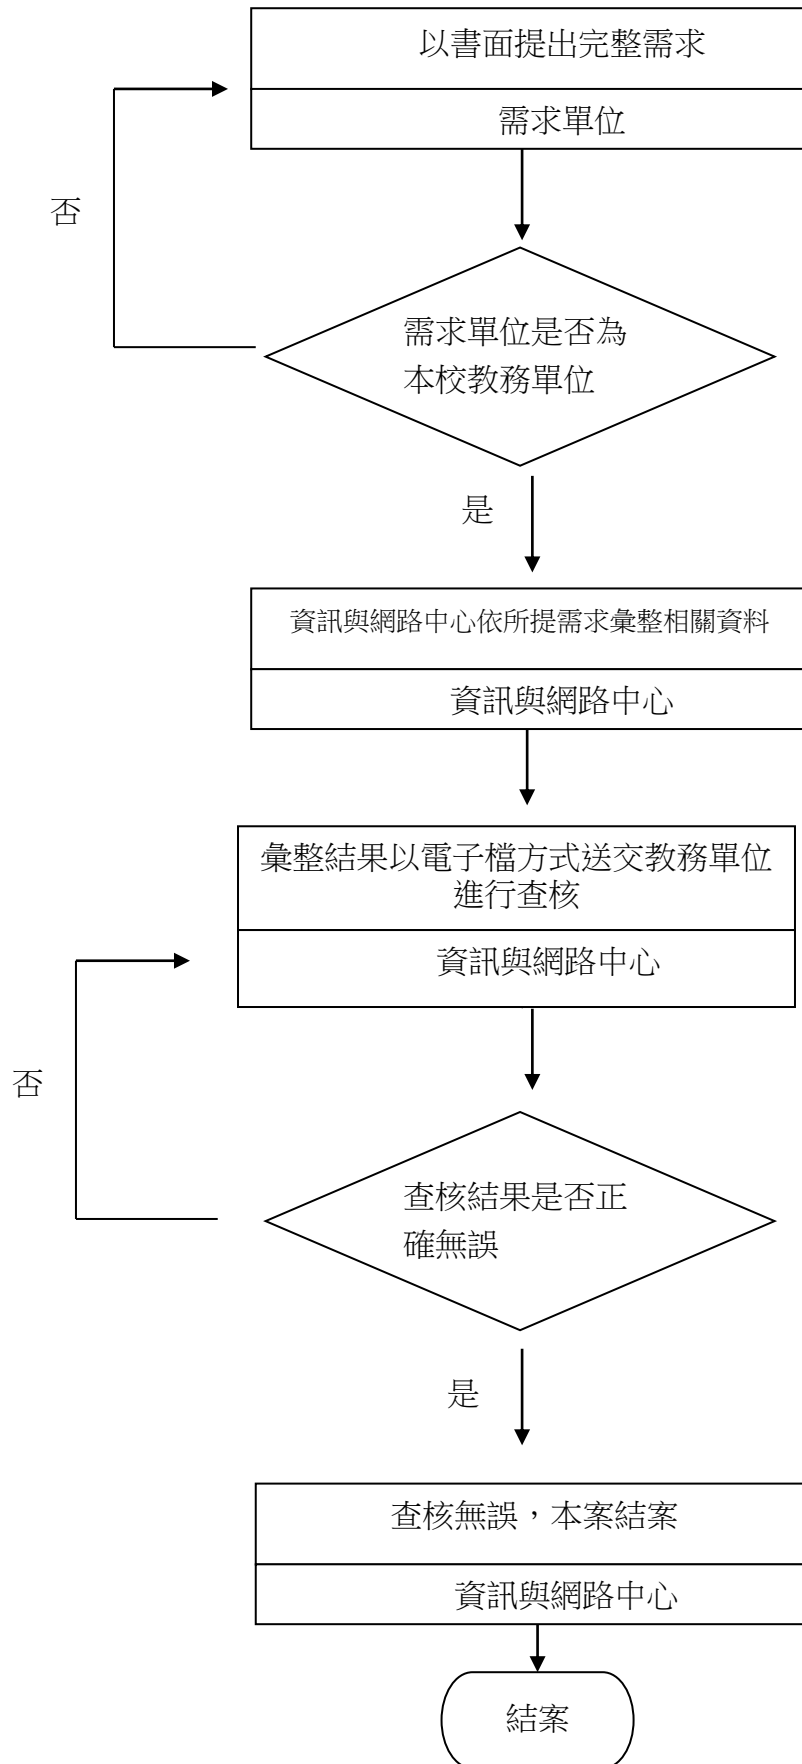 以書面提出完整需求
需求單位
否
需求單位是否為
本校教務單位
是
資訊與網路中心依所提需求彙整相關資料
資訊與網路中心
彙整結果以電子檔方式送交教務單位
進行查核
資訊與網路中心
否
查核結果是否正
確無誤
是
查核無誤，本案結案
資訊與網路中心
結案